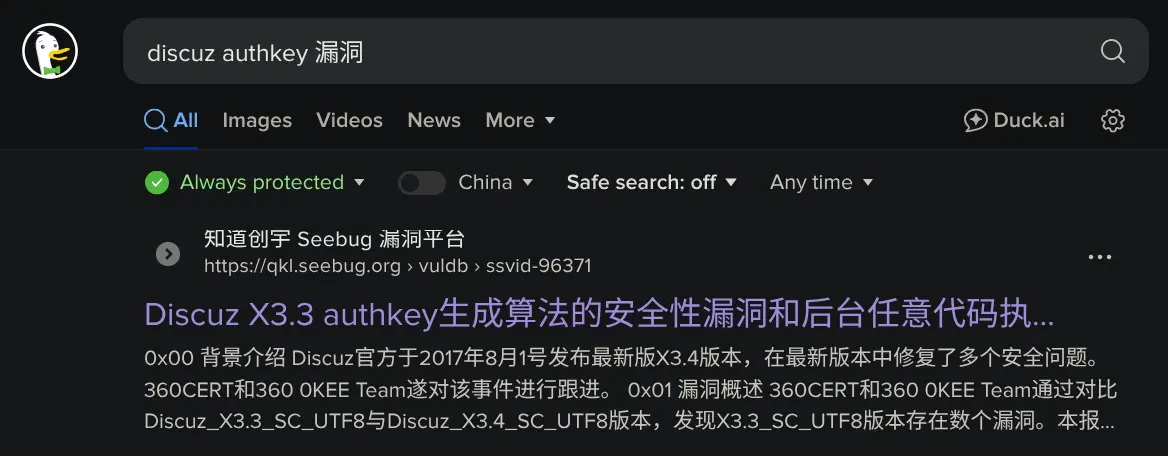 discuz authkey 漏洞
All Images Videos News More Duck.ai
Always protected China Safe search: off Any time
知道创宇 Seebug 漏洞平台
https://qkl.seebug.org › vuldb › ssvid-96371
Discuz X3.3 authkey生成算法的安全性漏洞和后台任意代码执...
0x00 背景介绍 Discuz官方于2017年8月1号发布最新版X3.4版本，在最新版本中修复了多个安全问题。
360CERT和360 0KEE Team遂对该事件进行跟进。 0x01 漏洞概述 360CERT和360 0KEE Team通过对比
Discuz_X3.3_SC_UTF8与Discuz_X3.4_SC_UTF8版本，发现X3.3_SC_UTF8版本存在数个漏洞。本报...